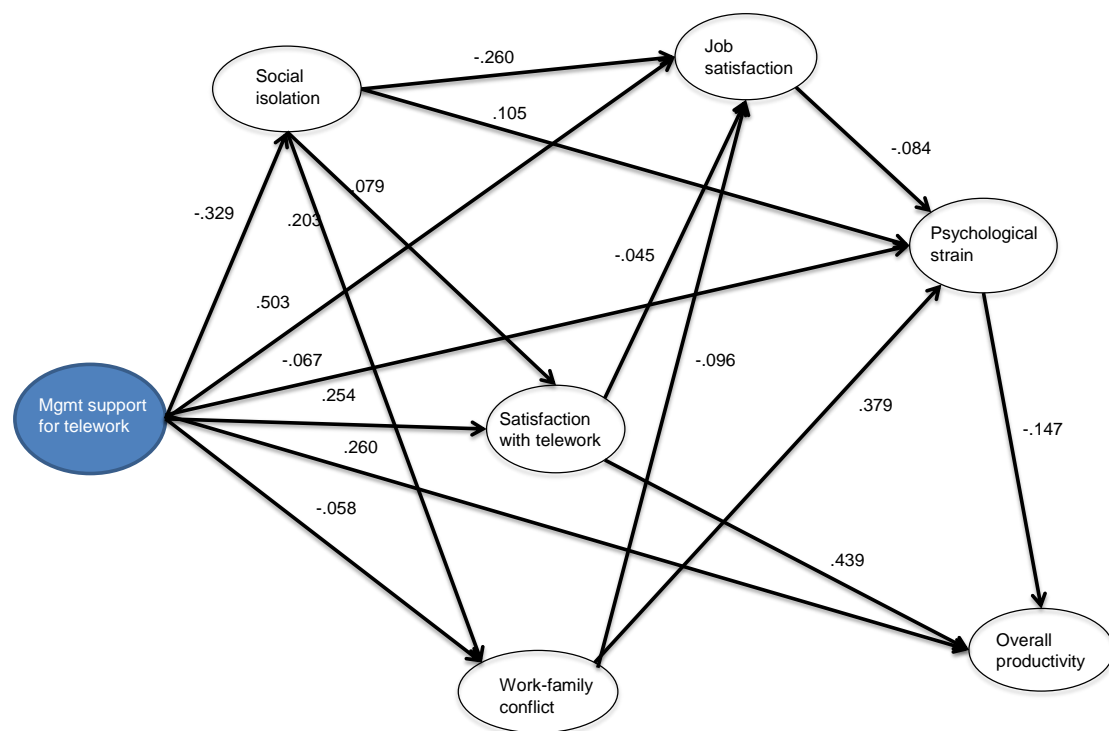 Job
satisfaction
-.260
Social
isolation
.105
-.084
.079
-.329
.203
Psychological
strain
-.045
.503
-.067
-.096
Mgmt support
for telework
.254
Satisfaction
with telework
.379
-.147
.260
-.058
.439
Overall
productivity
Work-family
conflict